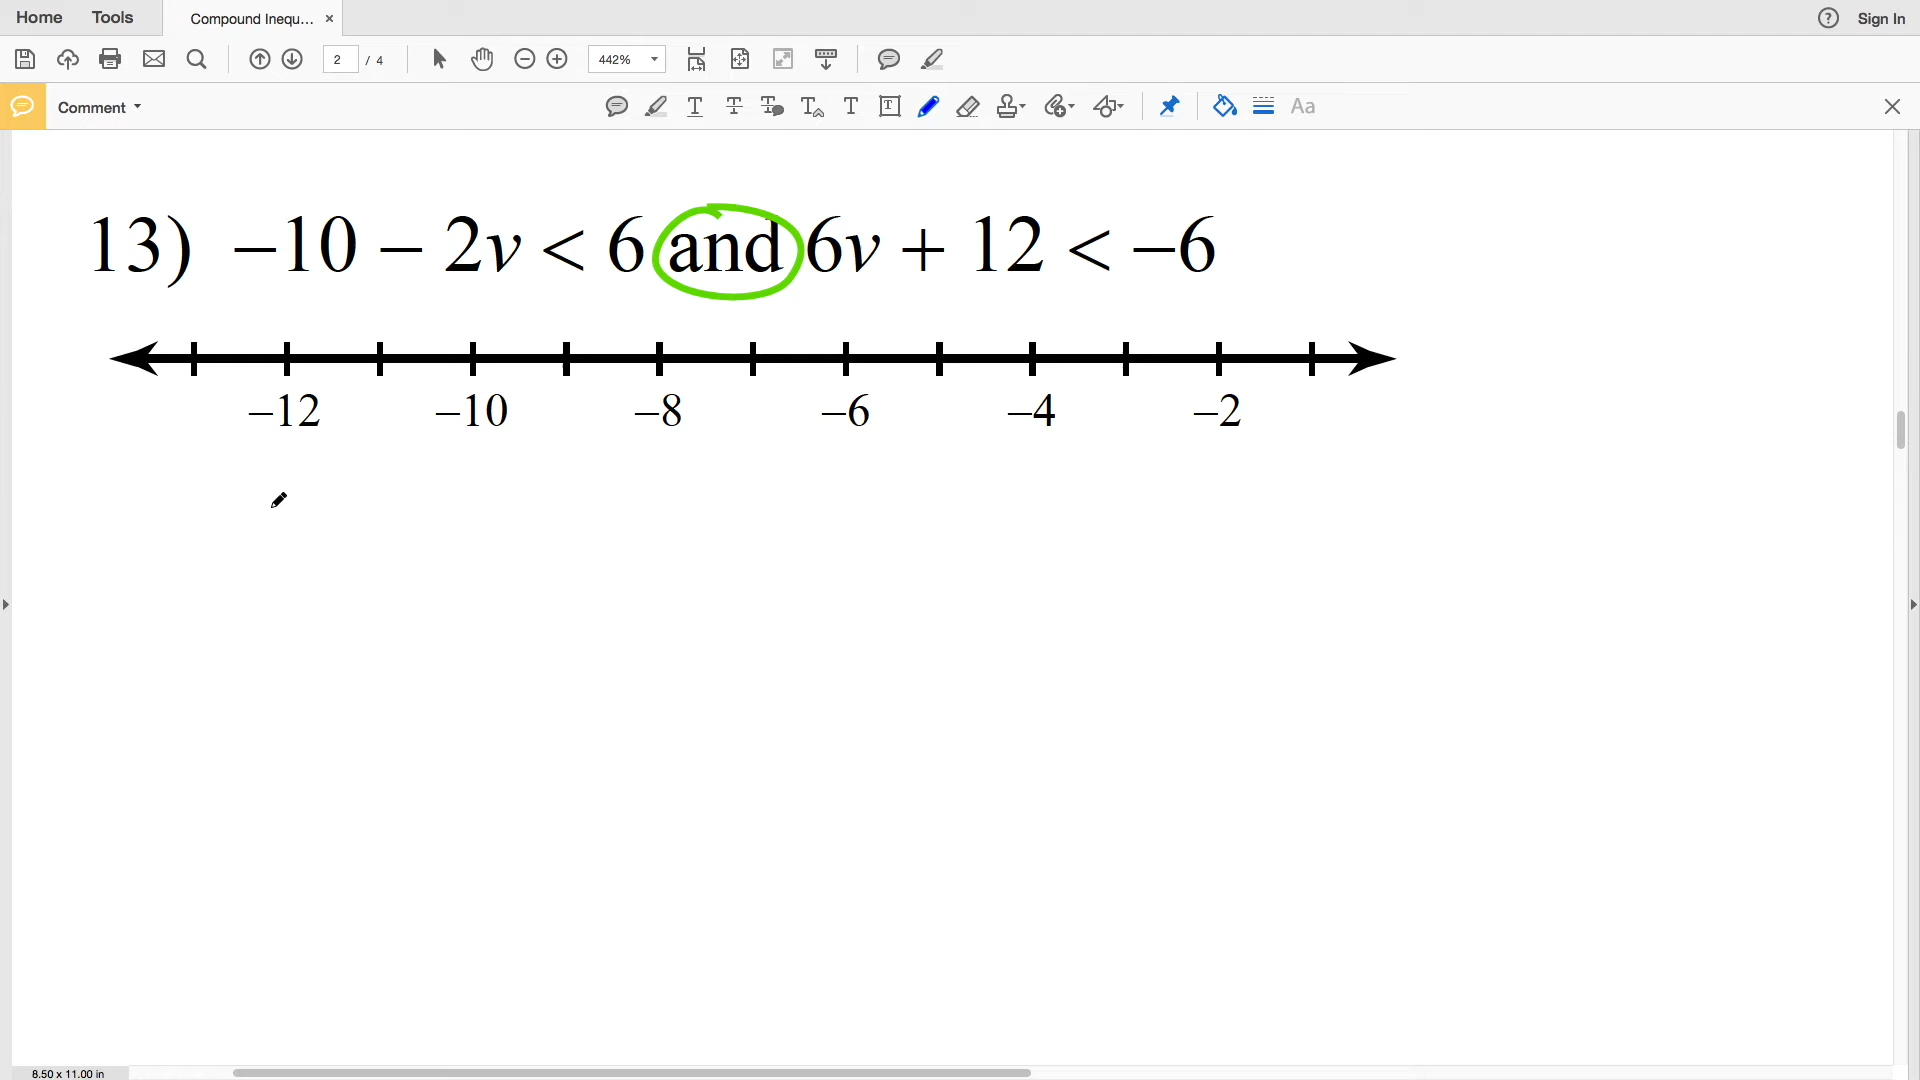 Home Tools Compound Inequ... × ? Sign In
2 / 4 442%
Comment T T T T T T Aa
13) −10 − 2v < 6 and 6v + 12 < −6
−12 −10 −8 −6 −4 −2
8.50 x 11.00 in